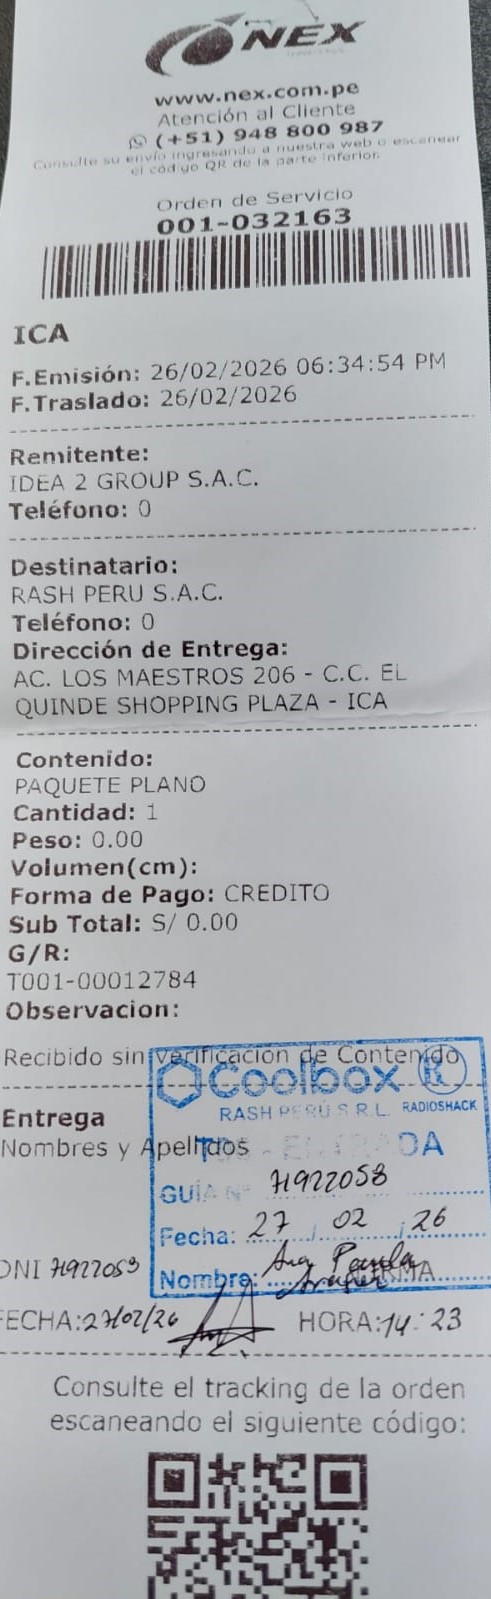 NEX
www.nex.com.pe
Atención al Cliente
(+51) 948 800 987
Consulte su envío ingresando a nuestra web o escanear
el código QR de la parte inferior.
Orden de Servicio
001-032163
ICA
F.Emisión: 26/02/2026 06:34:54 PM
F.Traslado: 26/02/2026
Remitente:
IDEA 2 GROUP S.A.C.
Teléfono: 0
Destinatario:
RASH PERU S.A.C.
Teléfono: 0
Dirección de Entrega:
AC. LOS MAESTROS 206 - C.C. EL
QUINDE SHOPPING PLAZA - ICA
Contenido:
PAQUETE PLANO
Cantidad: 1
Peso: 0.00
Volumen(cm):
Forma de Pago: CREDITO
Sub Total: S/ 0.00
G/R:
T001-00012784
Observacion:
Recibido sin verificacion de Contenido
Coolbox ®
RASH PERÚ S.R.L. RADIOSHACK
Entrega
ENTRADA
Nombres y Apellidos
GUÍA N° 71922058
Fecha: 27 / 02 / 26
Nombre:
DNI 71922053
FECHA:27/02/26 HORA:14:23
Consulte el tracking de la orden
escaneando el siguiente código: